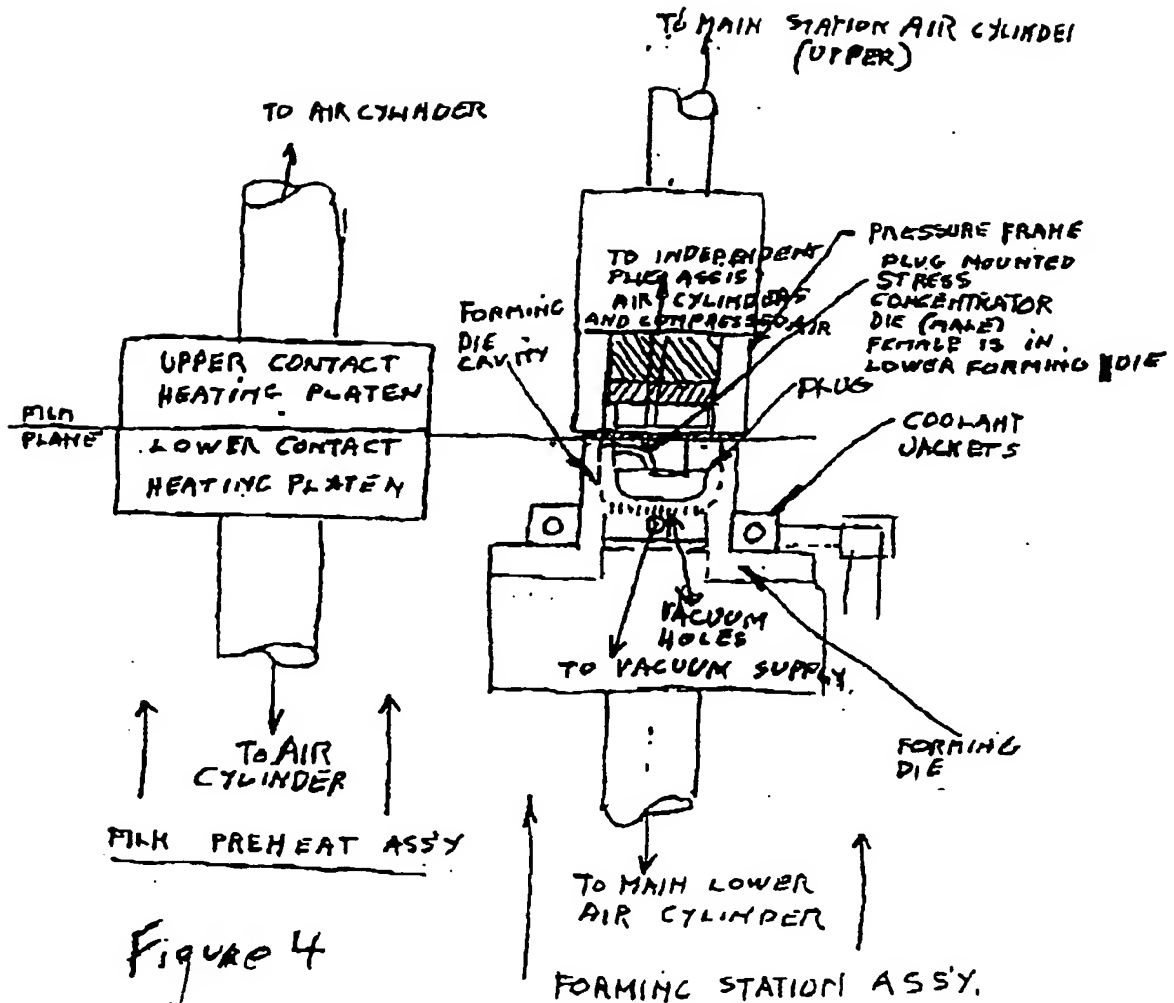 TO MAIN STATION AIR CYLINDER
(UPPER)
TO AIR CYLINDER
PRESSURE FRAME
PLUG MOUNTED
STRESS
CONCENTRATOR
DIE (MALE)
FEMALE IS IN.
LOWER FORMING DIE
TO INDEPENDENT
PLUG ASSIS
AIR CYLINDERS
AND COMPRESSED AIR
FORMING
DIE
CAVITY
UPPER CONTACT
HEATING PLATEN
PLUG
FILM
PLANE
LOWER CONTACT
HEATING PLATEN
COOLANT
JACKETS
VACUUM
HOLES
TO VACUUM SUPPLY.
FORMING
DIE
TO AIR
CYLINDER
FILM PREHEAT ASS'Y
TO MAIN LOWER
AIR CYLINDER
Figure 4
FORMING STATION ASS'Y.